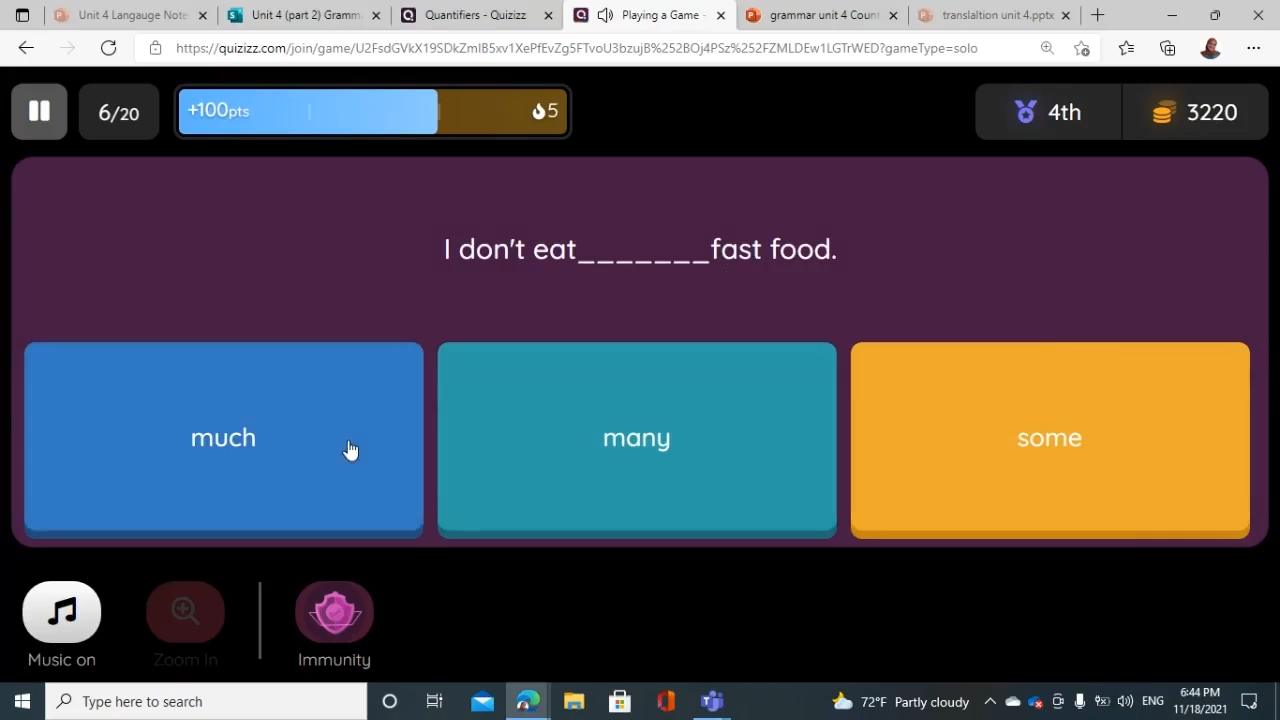 Unit 4 Langauge Note
Unit 4 (part 2) Gramm
Quantifiers - Quizizz
Playing a Game -
grammar unit 4 Count
translaltion unit 4.pptx
https://quizizz.com/join/game/U2FsdGVkX19SDkZmIB5xv1XePfEvZg5FTvoU3bzujB%252BOj4PSz%252FZMLDEw1LGTrWED?gameType=solo
6/20
+100pts
5
4th
3220
I don't eat_______fast food.
much
many
some
Music on
Zoom In
Immunity
Type here to search
72°F Partly cloudy
ENG
6:44 PM
11/18/2021